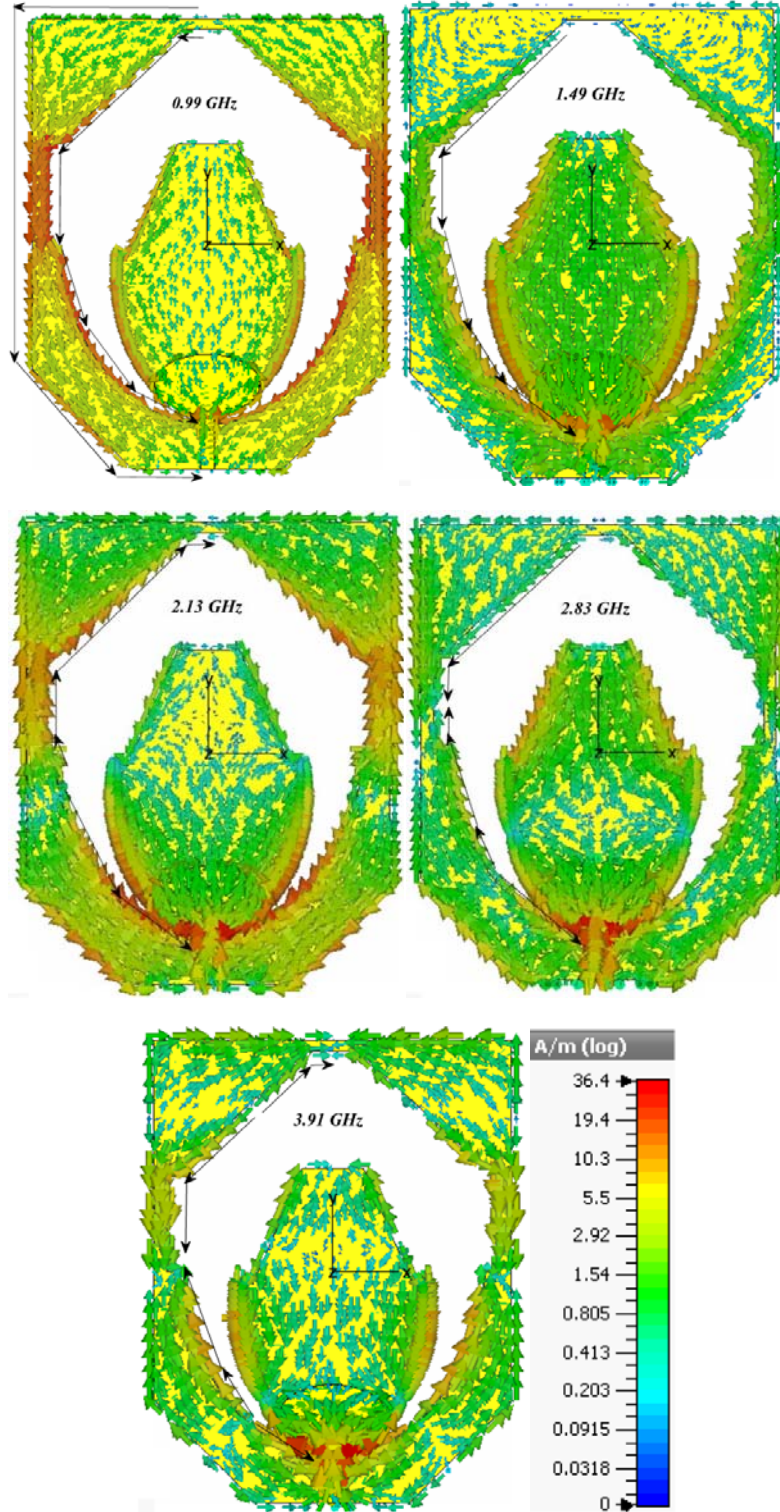 0.99 GHz
1.49 GHz
y
z x
y
z x
2.13 GHz
2.83 GHz
y
z x
y
z x
3.91 GHz
y
z x
A/m (log)
36.4
19.4
10.3
5.5
2.92
1.54
0.805
0.413
0.203
0.0915
0.0318
0